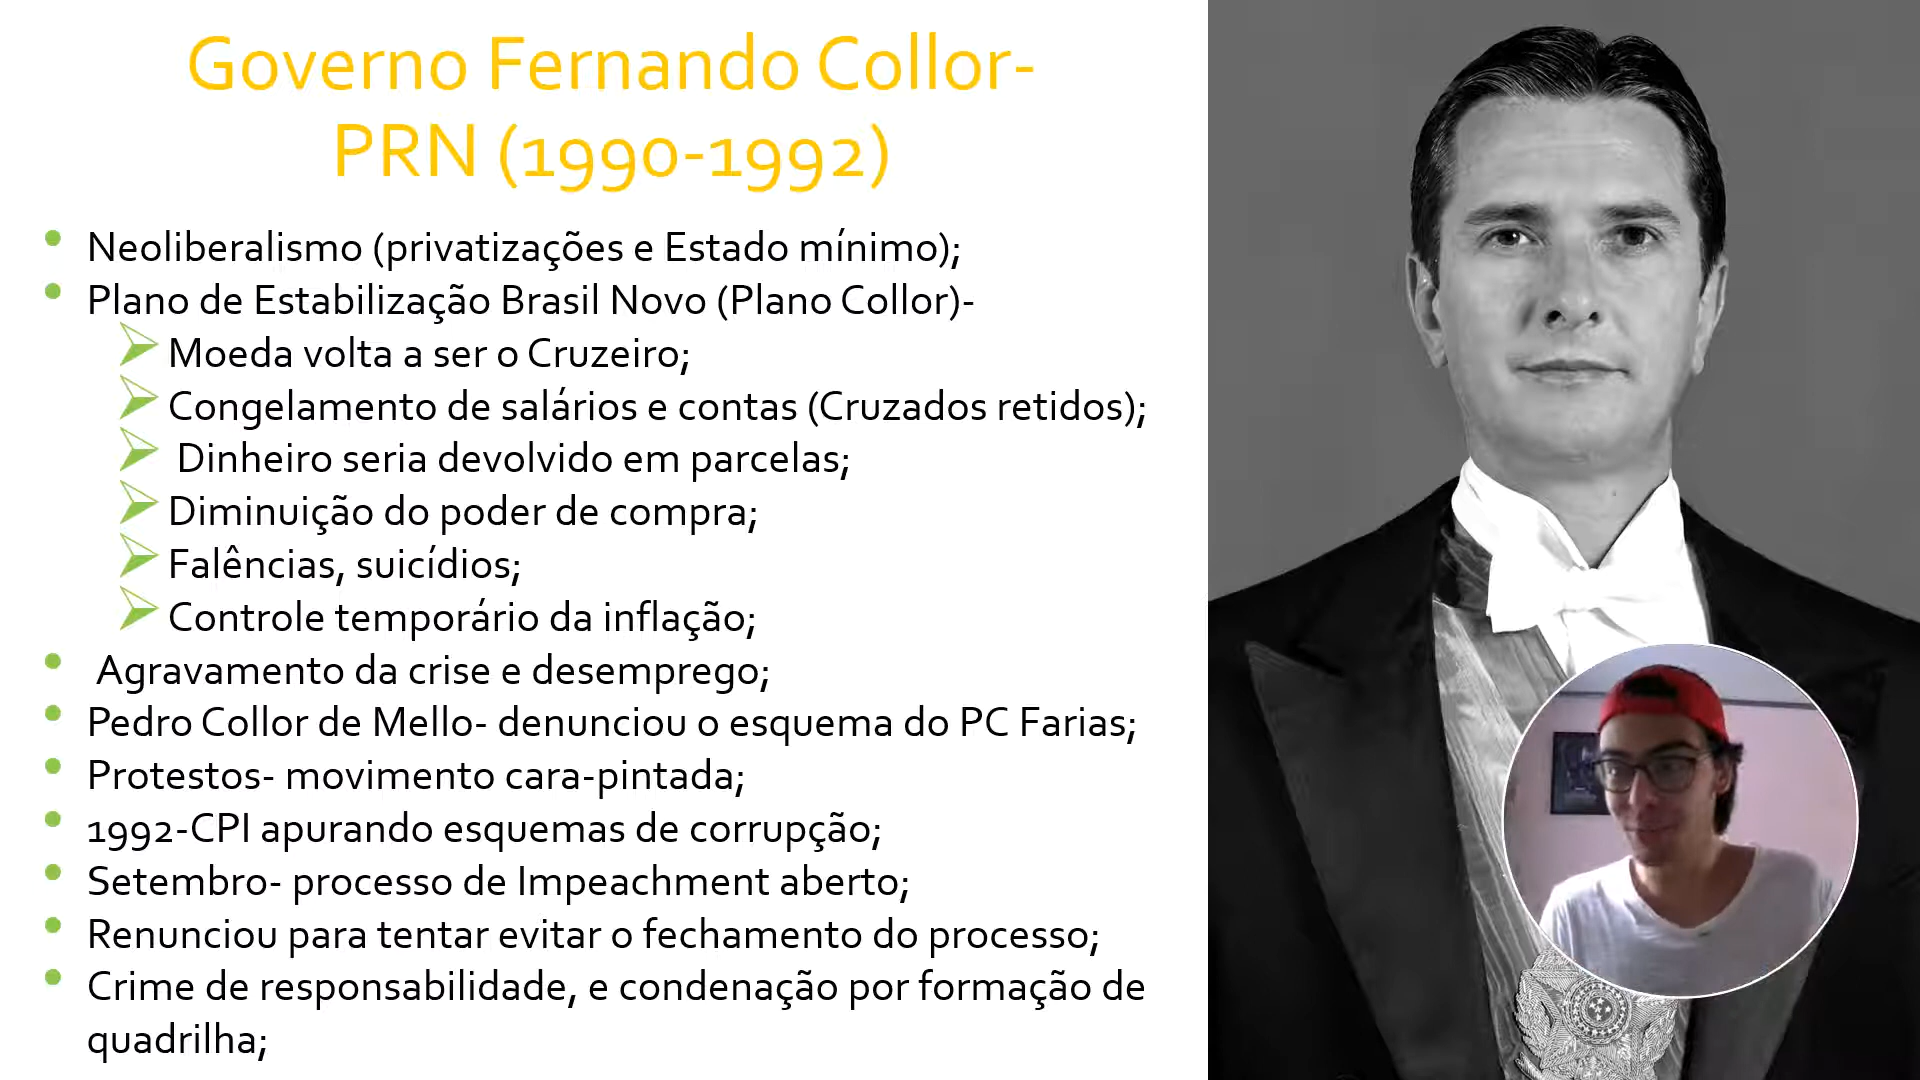 Governo Fernando Collor-
PRN (1990-1992)
Neoliberalismo (privatizações e Estado mínimo);
Plano de Estabilização Brasil Novo (Plano Collor)-
Moeda volta a ser o Cruzeiro;
Congelamento de salários e contas (Cruzados retidos);
Dinheiro seria devolvido em parcelas;
Diminuição do poder de compra;
Falências, suicídios;
Controle temporário da inflação;
Agravamento da crise e desemprego;
Pedro Collor de Mello- denunciou o esquema do PC Farias;
Protestos- movimento cara-pintada;
1992-CPI apurando esquemas de corrupção;
Setembro- processo de Impeachment aberto;
Renunciou para tentar evitar o fechamento do processo;
Crime de responsabilidade, e condenação por formação de
quadrilha;